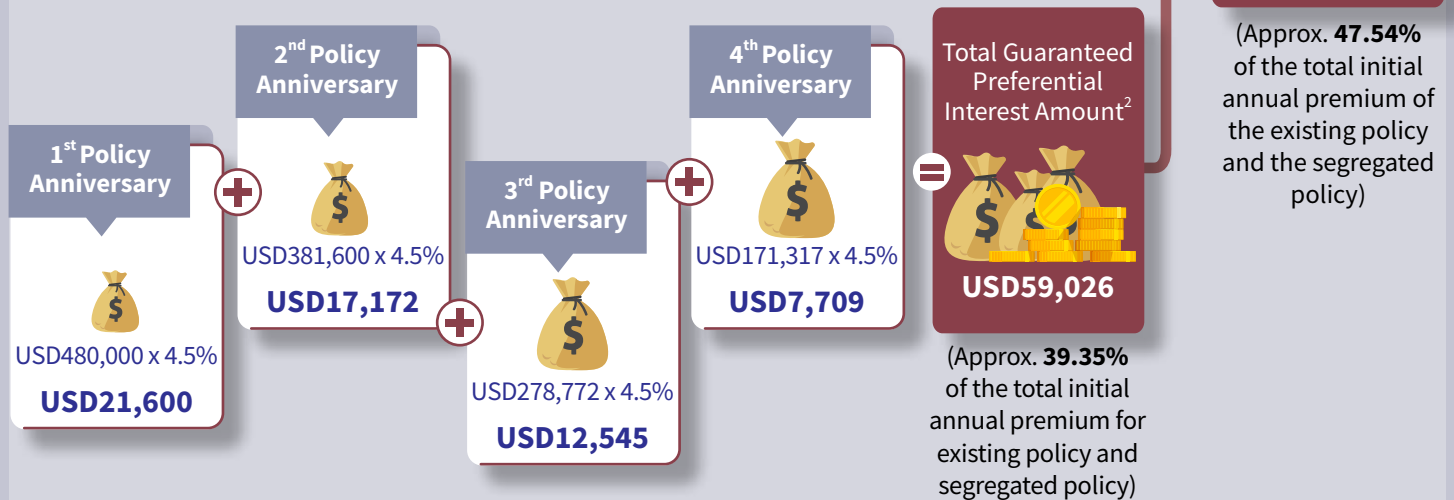 1st Policy
Anniversary
USD480,000 x 4.5%
USD21,600
2nd Policy
Anniversary
USD381,600 x 4.5%
USD17,172
3rd Policy
Anniversary
USD278,772 x 4.5%
USD12,545
4th Policy
Anniversary
USD171,317 x 4.5%
USD7,709
Total Guaranteed
Preferential
Interest Amount2
USD59,026
(Approx. 39.35%
of the total initial
annual premium for
existing policy and
segregated policy)
(Approx. 47.54%
of the total initial
annual premium of
the existing policy
and the segregated
policy)